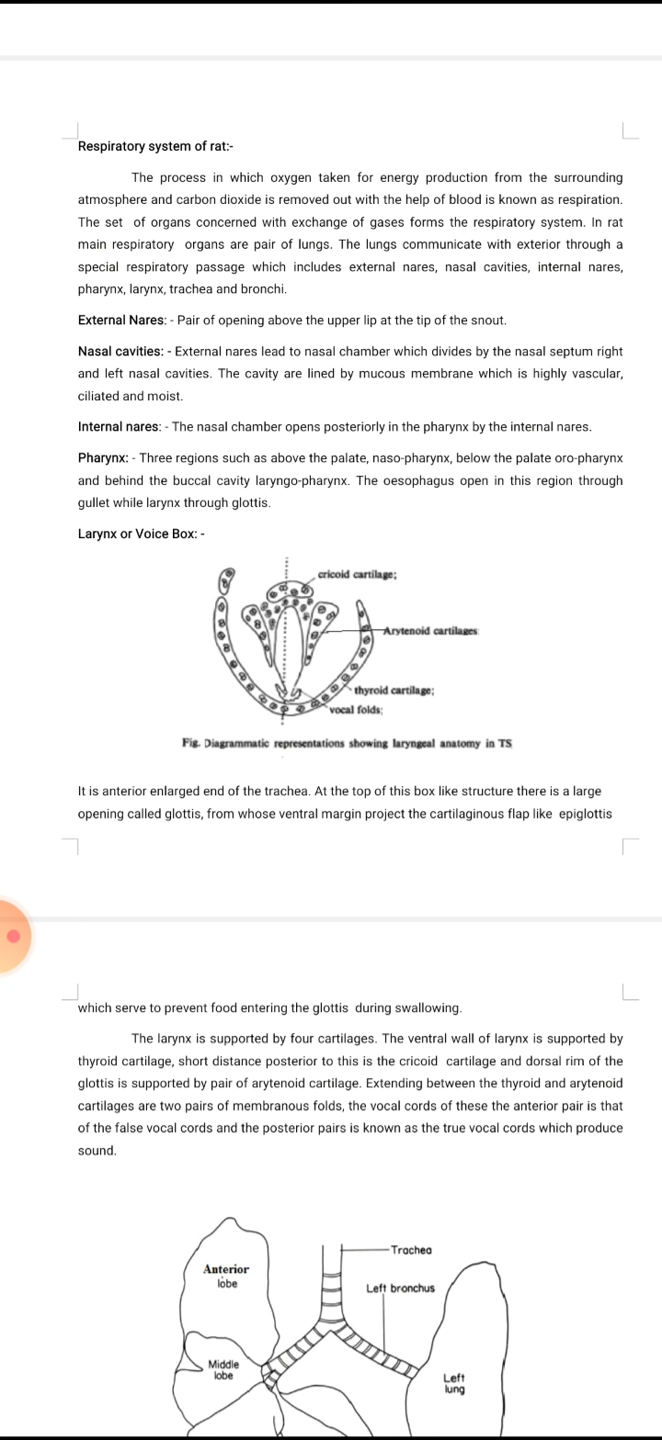 Respiratory system of rat:-
The process in which oxygen taken for energy production from the surrounding
atmosphere and carbon dioxide is removed out with the help of blood is known as respiration.
The set of organs concerned with exchange of gases forms the respiratory system. In rat
main respiratory organs are pair of lungs. The lungs communicate with exterior through a
special respiratory passage which includes external nares, nasal cavities, internal nares,
pharynx, larynx, trachea and bronchi.
External Nares: - Pair of opening above the upper lip at the tip of the snout.
Nasal cavities: - External nares lead to nasal chamber which divides by the nasal septum right
and left nasal cavities. The cavity are lined by mucous membrane which is highly vascular,
ciliated and moist.
Internal nares: - The nasal chamber opens posteriorly in the pharynx by the internal nares.
Pharynx: - Three regions such as above the palate, naso-pharynx, below the palate oro-pharynx
and behind the buccal cavity laryngo-pharynx. The oesophagus open in this region through
gullet while larynx through glottis.
Larynx or Voice Box: -
cricoid cartilage;
Arytenoid cartilages
thyroid cartilage;
vocal folds;
Fig. Diagrammatic representations showing laryngeal anatomy in TS
It is anterior enlarged end of the trachea. At the top of this box like structure there is a large
opening called glottis, from whose ventral margin project the cartilaginous flap like epiglottis
which serve to prevent food entering the glottis during swallowing.
The larynx is supported by four cartilages. The ventral wall of larynx is supported by
thyroid cartilage, short distance posterior to this is the cricoid cartilage and dorsal rim of the
glottis is supported by pair of arytenoid cartilage. Extending between the thyroid and arytenoid
cartilages are two pairs of membranous folds, the vocal cords of these the anterior pair is that
of the false vocal cords and the posterior pairs is known as the true vocal cords which produce
sound.
Trachea
Anterior
lobe
Left bronchus
Middle
lobe
Left
lung